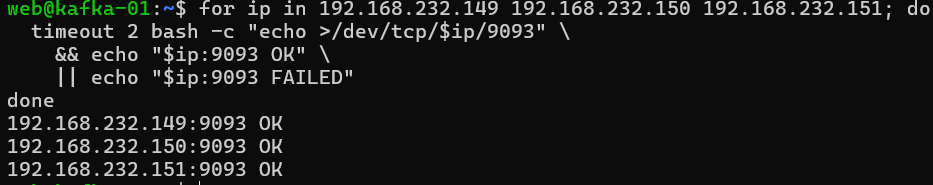 web@kafka-01:~$ for ip in 192.168.232.149 192.168.232.150 192.168.232.151; do
  timeout 2 bash -c "echo >/dev/tcp/$ip/9093" \
    && echo "$ip:9093 OK" \
    || echo "$ip:9093 FAILED"
done
192.168.232.149:9093 OK
192.168.232.150:9093 OK
192.168.232.151:9093 OK